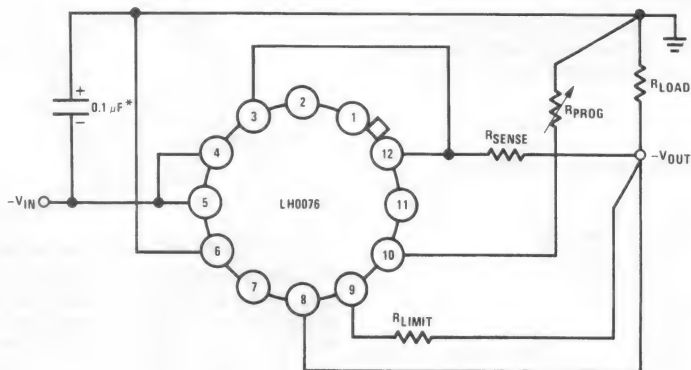 +
0.1 µF*
−
−VIN
3
2
1
4
12
5
LH0076
11
6
10
7
8
9
RSENSE
RPROG
RLOAD
−VOUT
RLIMIT